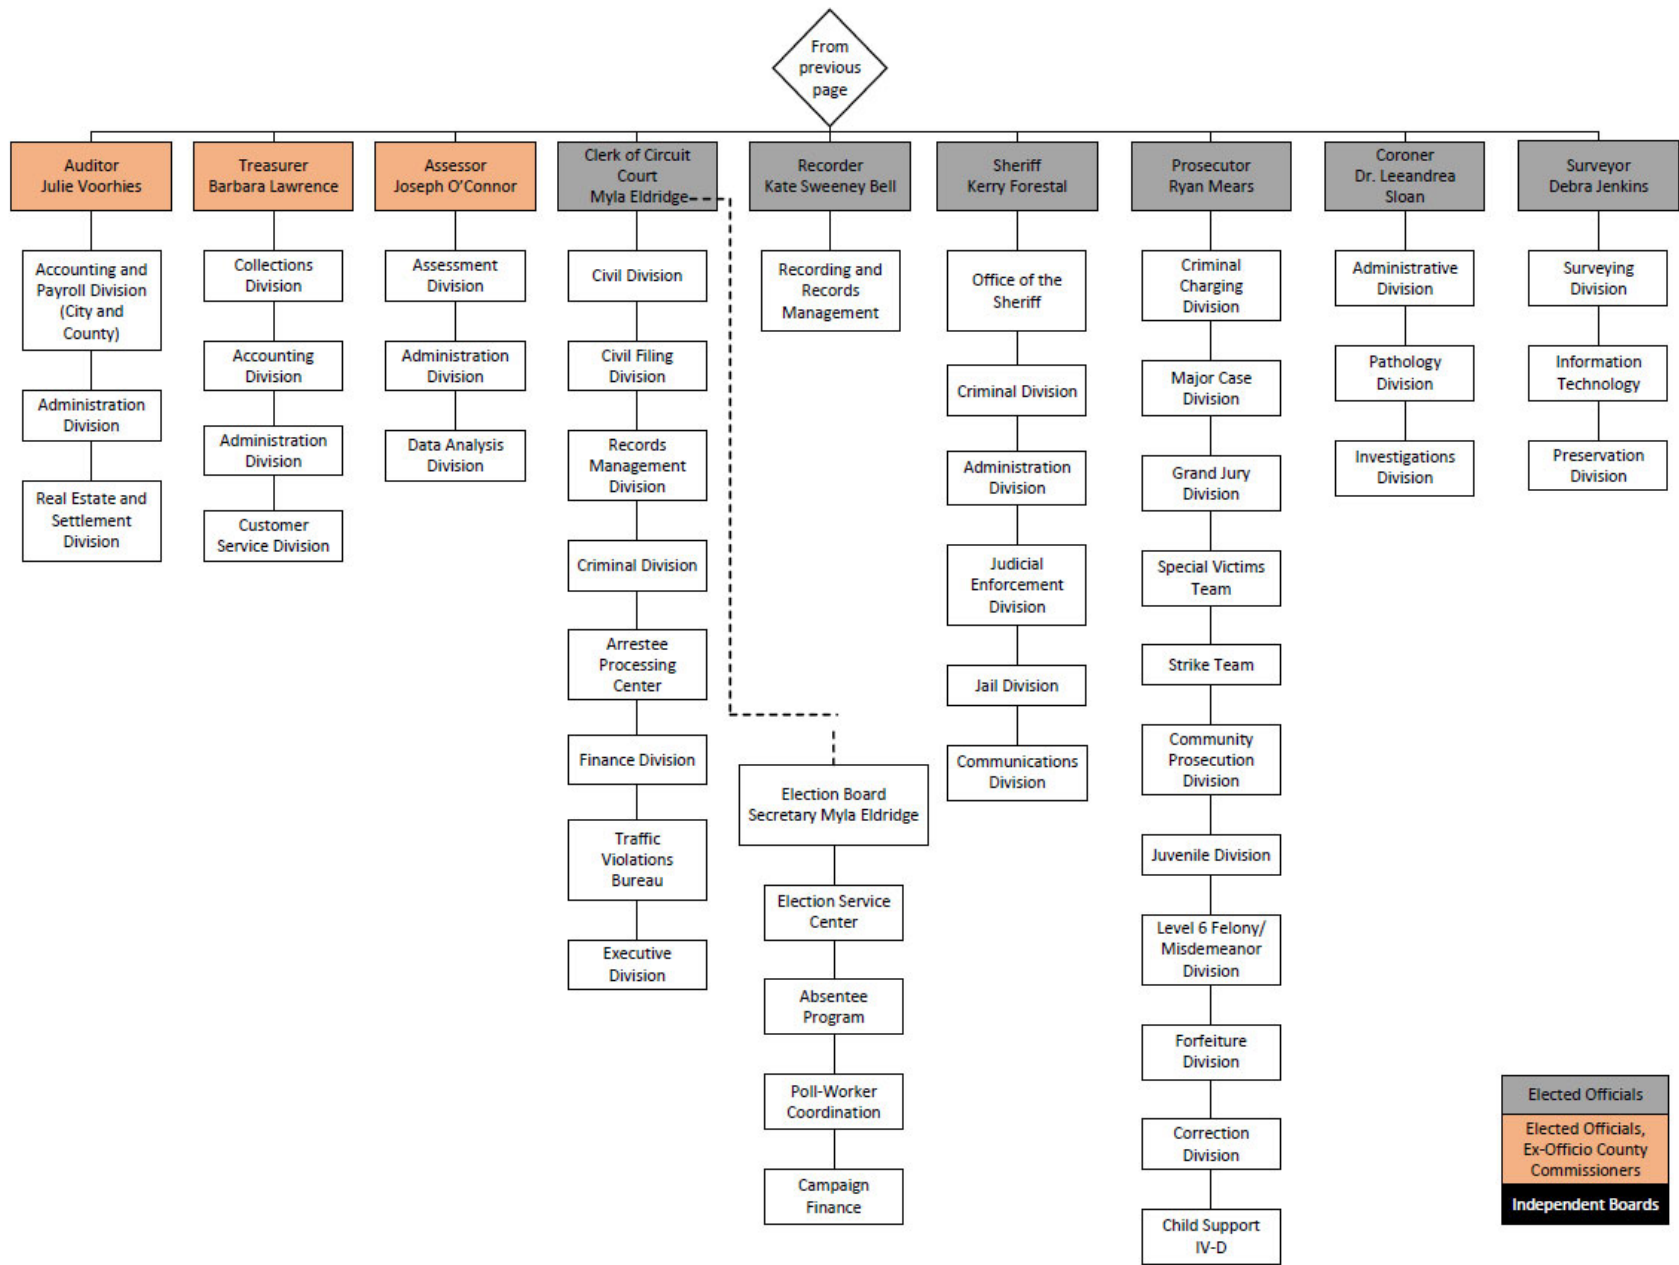 From
previous
page
Auditor
Julie Voorhies
Treasurer
Barbara Lawrence
Assessor
Joseph O'Connor
Clerk of Circuit
Court
Myla Eldridge
Recorder
Kate Sweeney Bell
Sheriff
Kerry Forestal
Prosecutor
Ryan Mears
Coroner
Dr. Leeandrea
Sloan
Surveyor
Debra Jenkins
Accounting and
Payroll Division
(City and
County)
Administration
Division
Real Estate and
Settlement
Division
Collections
Division
Accounting
Division
Administration
Division
Customer
Service Division
Assessment
Division
Administration
Division
Data Analysis
Division
Civil Division
Civil Filing
Division
Records
Management
Division
Criminal Division
Arrestee
Processing
Center
Finance Division
Traffic
Violations
Bureau
Executive
Division
Recording and
Records
Management
Election Board
Secretary Myla Eldridge
Election Service
Center
Absentee
Program
Poll-Worker
Coordination
Campaign
Finance
Office of the
Sheriff
Criminal Division
Administration
Division
Judicial
Enforcement
Division
Jail Division
Communications
Division
Criminal
Charging
Division
Major Case
Division
Grand Jury
Division
Special Victims
Team
Strike Team
Community
Prosecution
Division
Juvenile Division
Level 6 Felony/
Misdemeanor
Division
Forfeiture
Division
Correction
Division
Child Support
IV-D
Administrative
Division
Pathology
Division
Investigations
Division
Surveying
Division
Information
Technology
Preservation
Division
Elected Officials
Elected Officials,
Ex-Officio County
Commissioners
Independent Boards